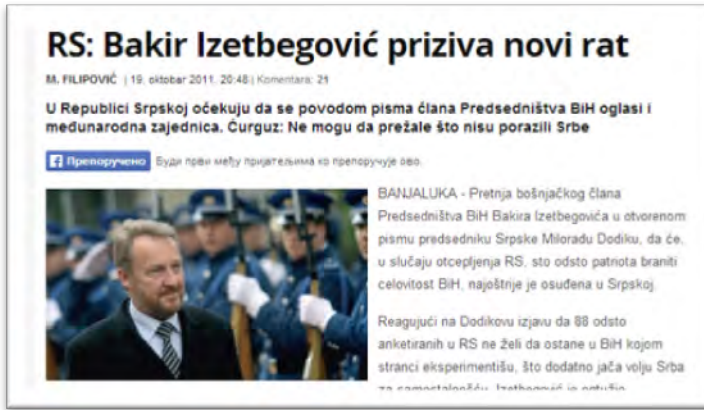 RS: Bakir Izetbegović priziva novi rat
M. FILIPOVIĆ | 19. oktobar 2011. 20:48 | Komentara: 21
U Republici Srpskoj očekuju da se povodom pisma člana Predsedništva BiH oglasi i
međunarodna zajednica. Ćurguz: Ne mogu da prežale što nisu porazili Srbe
Препоручено Буди први међу пријатељима ко препоручује ово.
BANJALUKA - Pretnja bošnjačkog člana
Predsedništva BiH Bakira Izetbegovića u otvorenom
pismu predsedniku Srpske Miloradu Dodiku, da će,
u slučaju otcepljenja RS, sto odsto patriota braniti
celovitost BiH, najoštrije je osuđena u Srpskoj.
Reagujući na Dodikovu izjavu da 88 odsto
anketiranih u RS ne želi da ostane u BiH kojom
stranci eksperimentišu, što dodatno jača volju Srba
za samostalnošću, Izetbegović je optužio